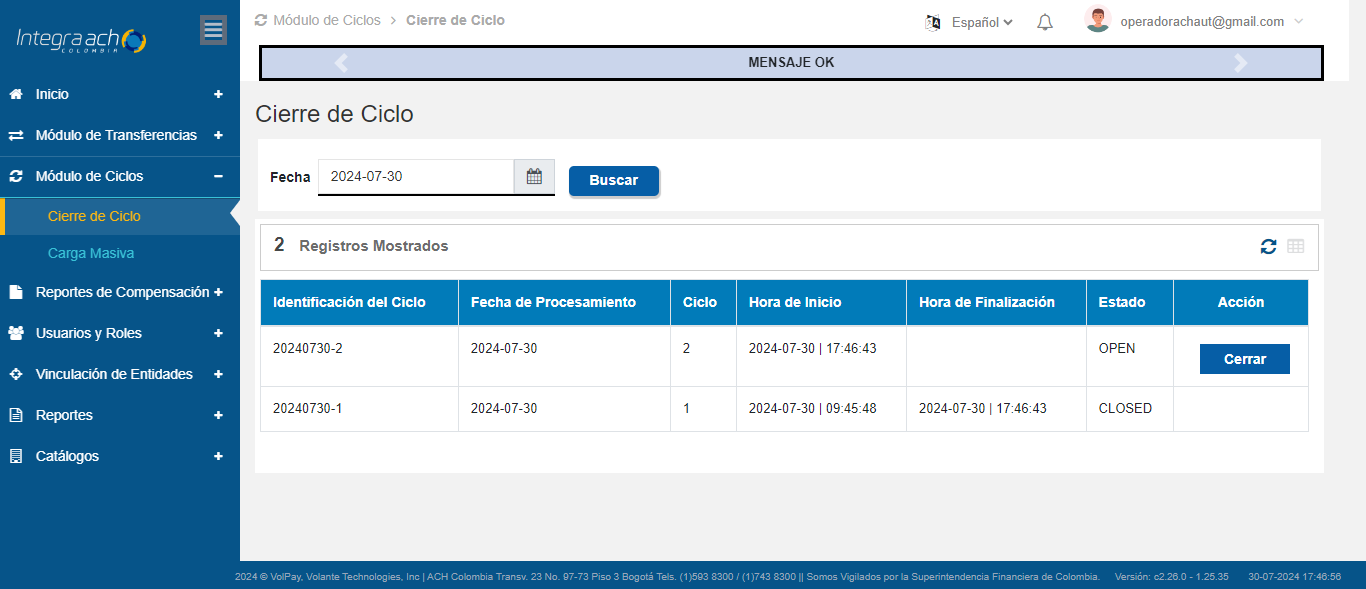 Integra ach
COLOMBIA
Módulo de Ciclos > Cierre de Ciclo
Español
operadorachaut@gmail.com
MENSAJE OK
Inicio +
Módulo de Transferencias +
Módulo de Ciclos −
Cierre de Ciclo
Carga Masiva
Reportes de Compensación +
Usuarios y Roles +
Vinculación de Entidades +
Reportes +
Catálogos +
Cierre de Ciclo
Fecha 2024-07-30 Buscar
2 Registros Mostrados
Identificación del Ciclo Fecha de Procesamiento Ciclo Hora de Inicio Hora de Finalización Estado Acción
20240730-2 2024-07-30 2 2024-07-30 | 17:46:43 OPEN Cerrar
20240730-1 2024-07-30 1 2024-07-30 | 09:45:48 2024-07-30 | 17:46:43 CLOSED
2024 © VolPay, Volante Technologies, Inc | ACH Colombia Transv. 23 No. 97-73 Piso 3 Bogotá Tels. (1)593 8300 / (1)743 8300 || Somos Vigilados por la Superintendencia Financiera de Colombia. Versión: c2.26.0 - 1.25.35 30-07-2024 17:46:56